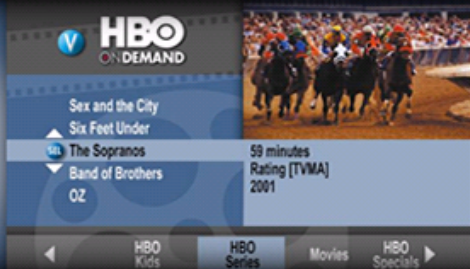 V
HBO
ON DEMAND
Sex and the City
Six Feet Under
SEL
The Sopranos
Band of Brothers
OZ
59 minutes
Rating [TVMA]
2001
HBO
Kids
HBO
Series
Movies
HBO
Specials